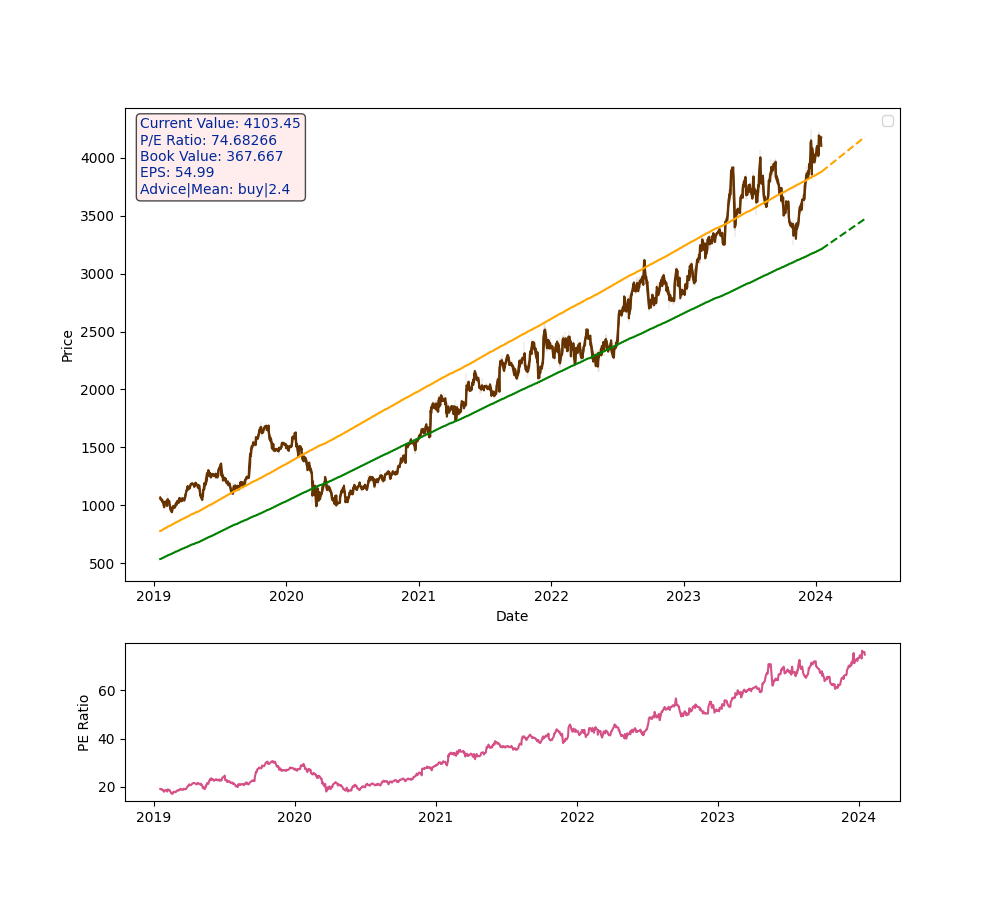 Current Value: 4103.45
P/E Ratio: 74.68266
Book Value: 367.667
EPS: 54.99
Advice|Mean: buy|2.4
Price
4000
3500
3000
2500
2000
1500
1000
500
2019 2020 2021 2022 2023 2024
Date
PE Ratio
60
40
20
2019 2020 2021 2022 2023 2024